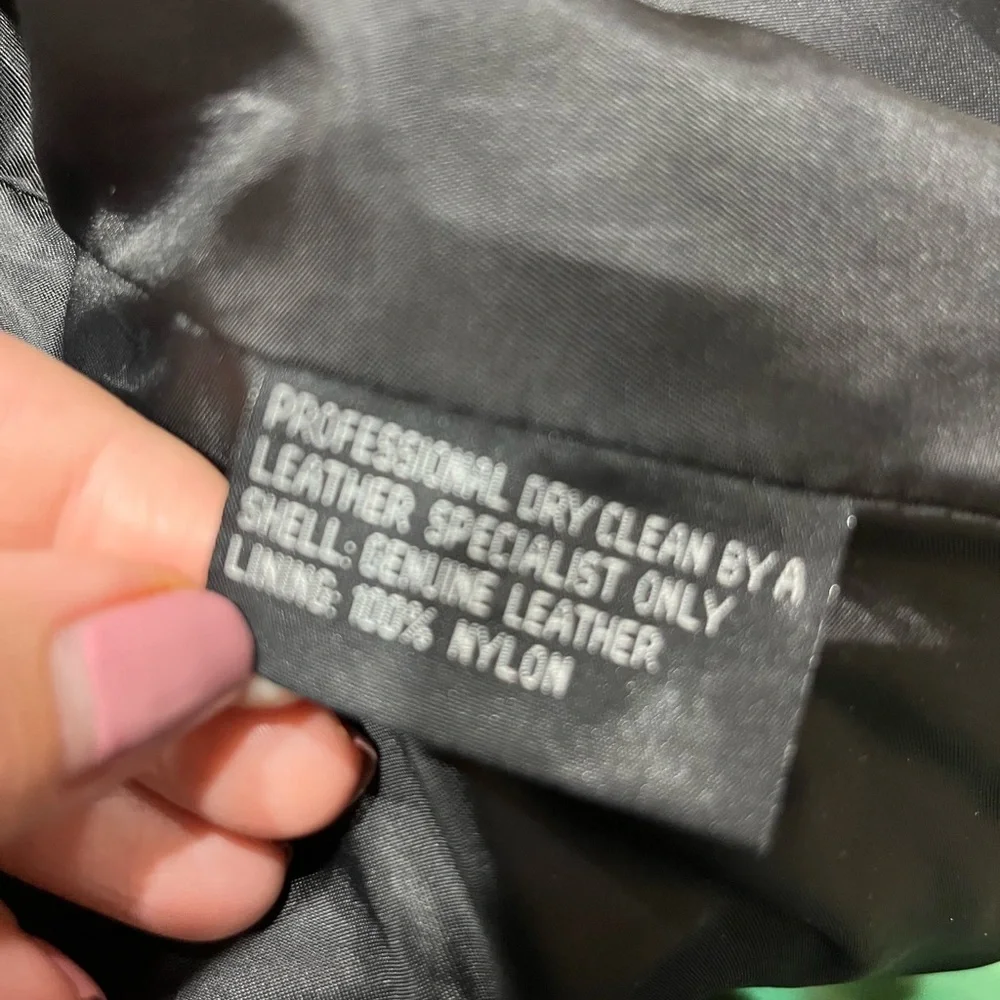 PROFESSIONAL DRY CLEAN BY A
LEATHER SPECIALIST ONLY
SHELL: GENUINE LEATHER
LINING: 100% NYLON